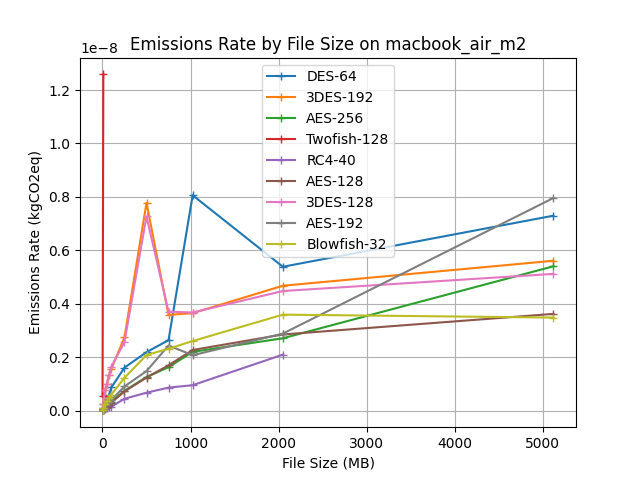 Emissions Rate by File Size on macbook_air_m2
1e−8
Emissions Rate (kgCO2eq)
1.2
1.0
0.8
0.6
0.4
0.2
0.0
DES-64
3DES-192
AES-256
Twofish-128
RC4-40
AES-128
3DES-128
AES-192
Blowfish-32
0 1000 2000 3000 4000 5000
File Size (MB)